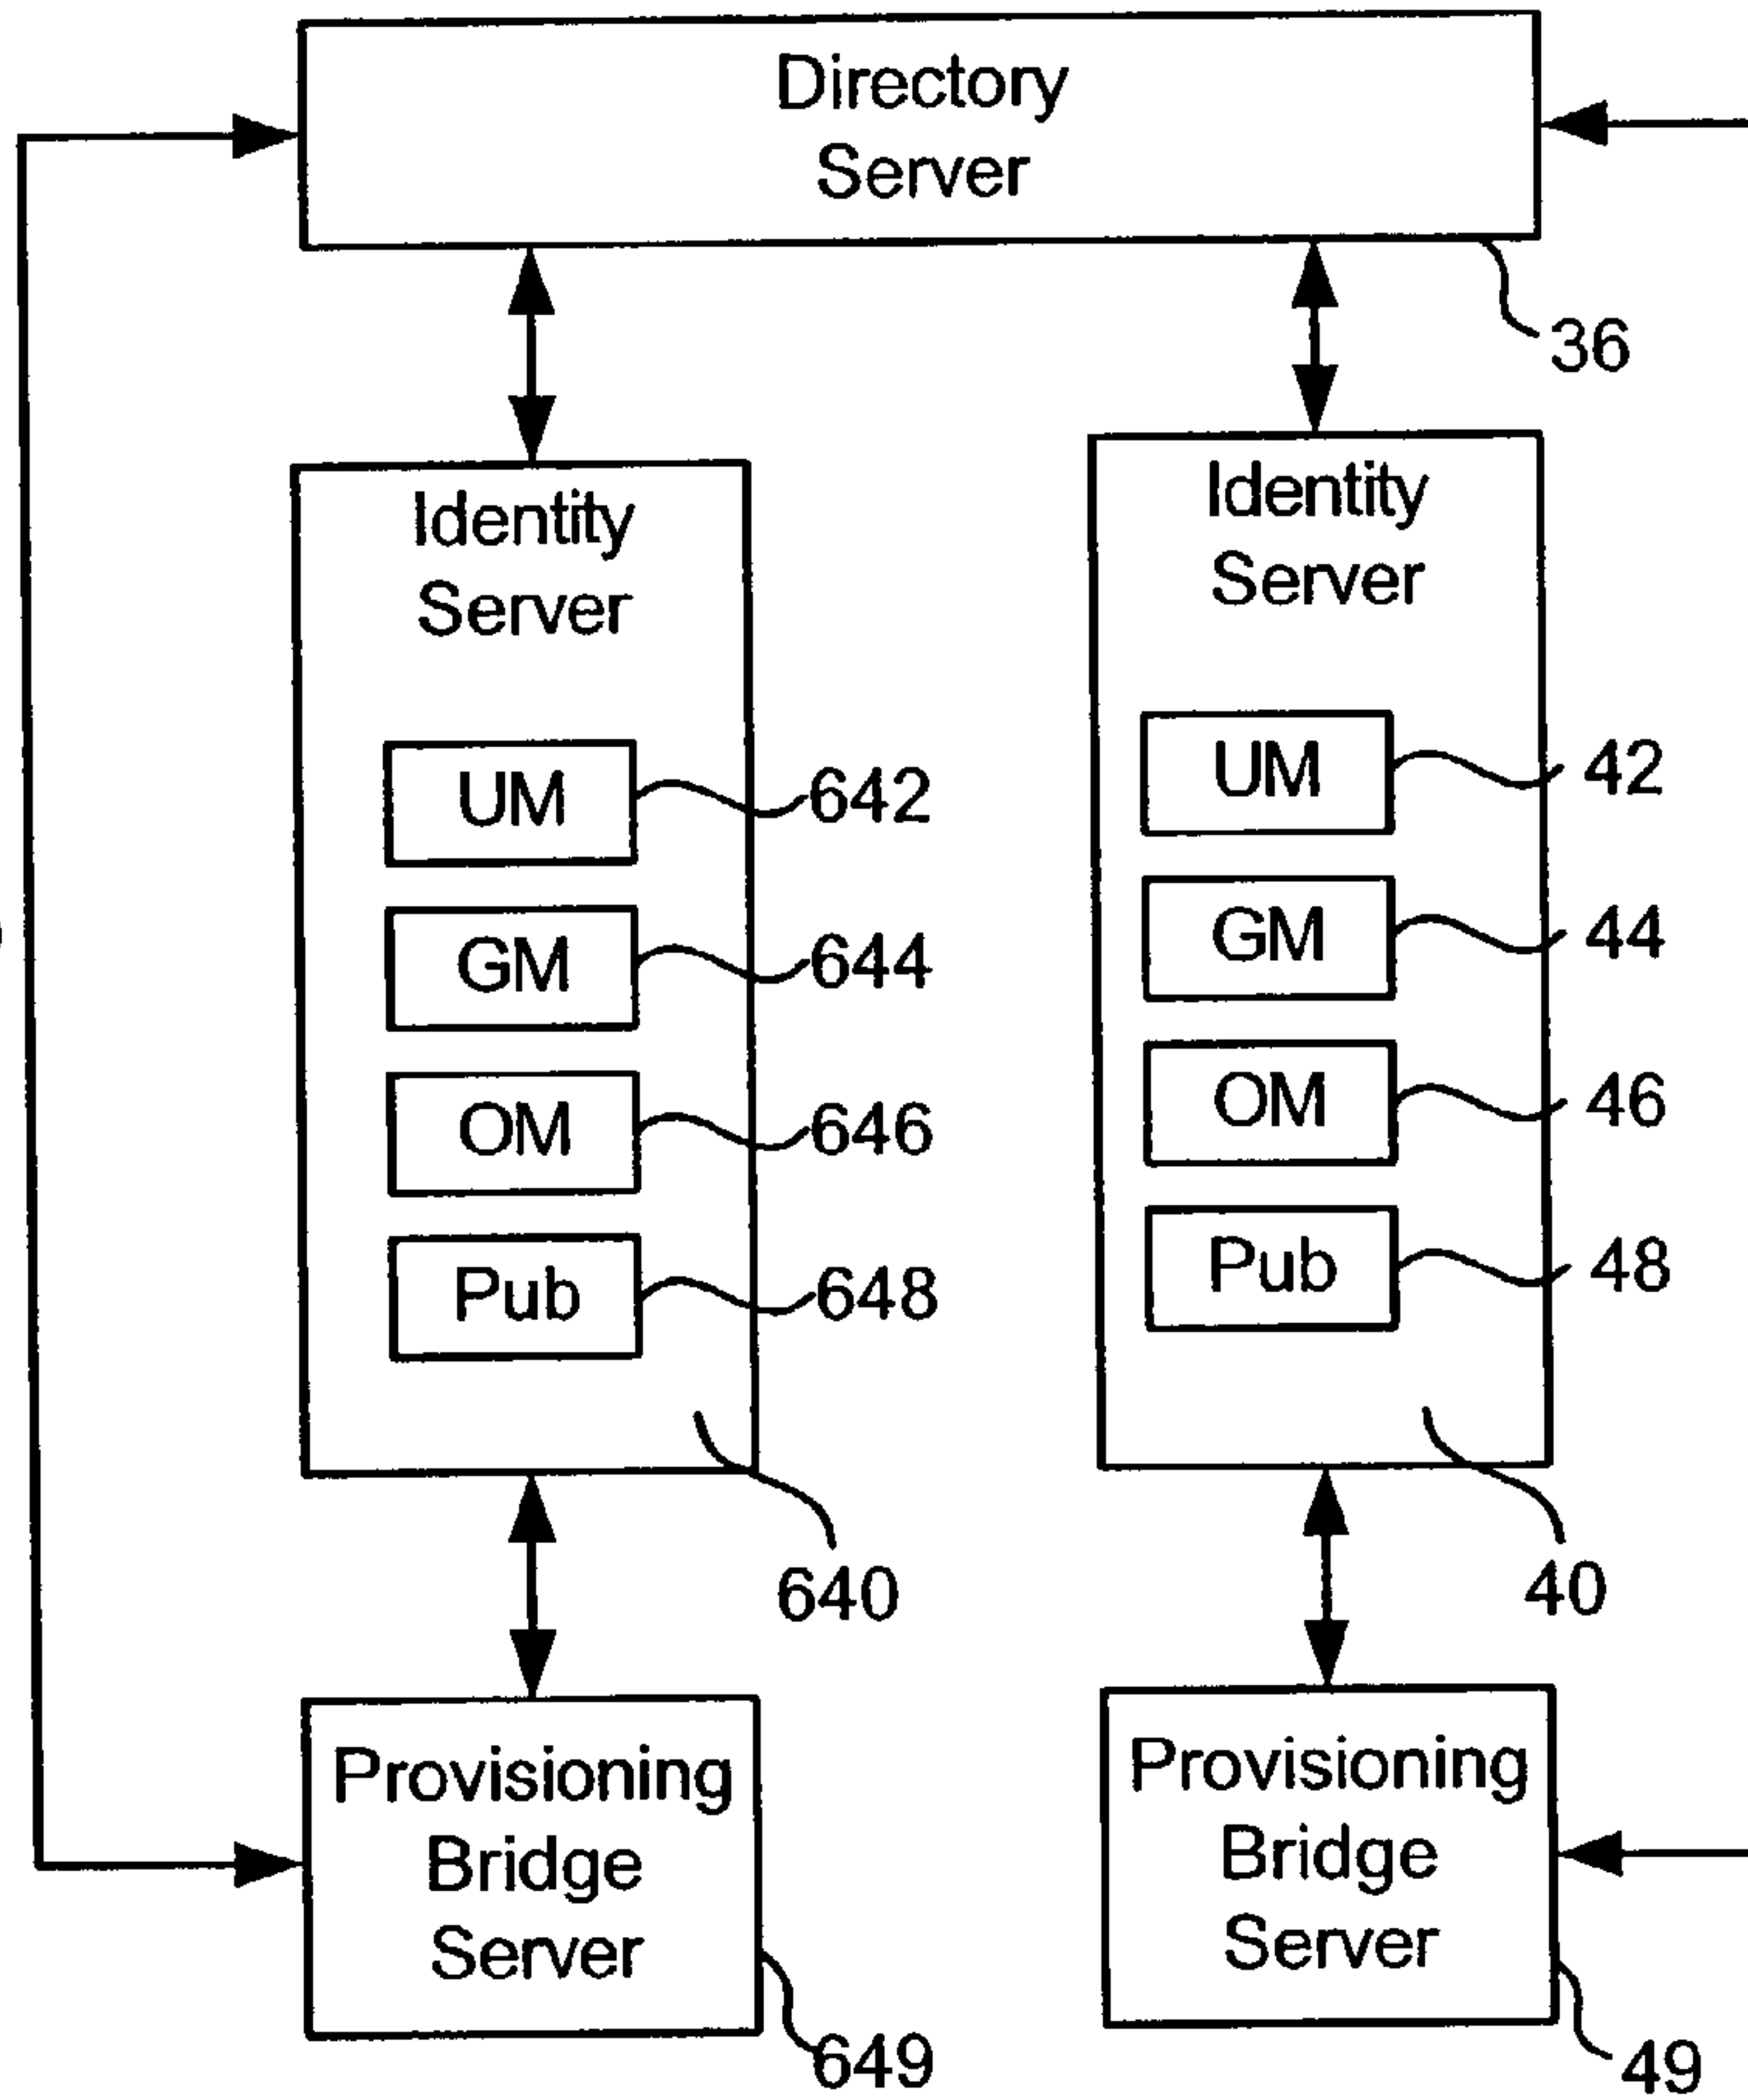 Directory
Server
36
Identity
Server
UM
642
GM
644
OM
646
Pub
648
640
Identity
Server
UM
42
GM
44
OM
46
Pub
48
40
Provisioning
Bridge
Server
649
Provisioning
Bridge
Server
49